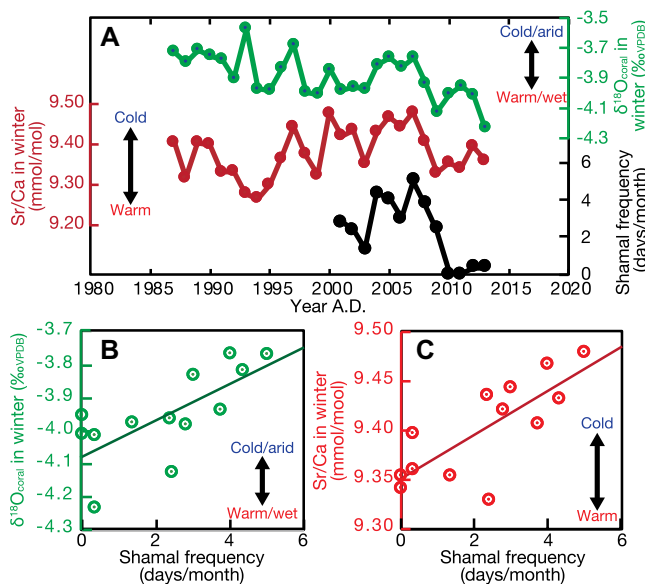 A
Cold/arid
Warm/wet
-3.5
-3.7
-3.9
-4.1
-4.3
δ¹⁸Ocoral in
winter (‰VPDB)
9.50
9.40
9.30
9.20
Sr/Ca in winter
(mmol/mol)
Cold
Warm
6
4
2
0
Shamal frequency
(days/month)
1980 1985 1990 1995 2000 2005 2010 2015 2020
Year A.D.
B
-3.7
-3.8
-3.9
-4.0
-4.1
-4.2
-4.3
δ¹⁸Ocoral in winter (‰VPDB)
Cold/arid
Warm/wet
0 2 4 6
Shamal frequency
(days/month)
C
9.50
9.45
9.40
9.35
9.30
Sr/Ca in winter
(mmol/mool)
Cold
Warm
0 2 4 6
Shamal frequency
(days/month)